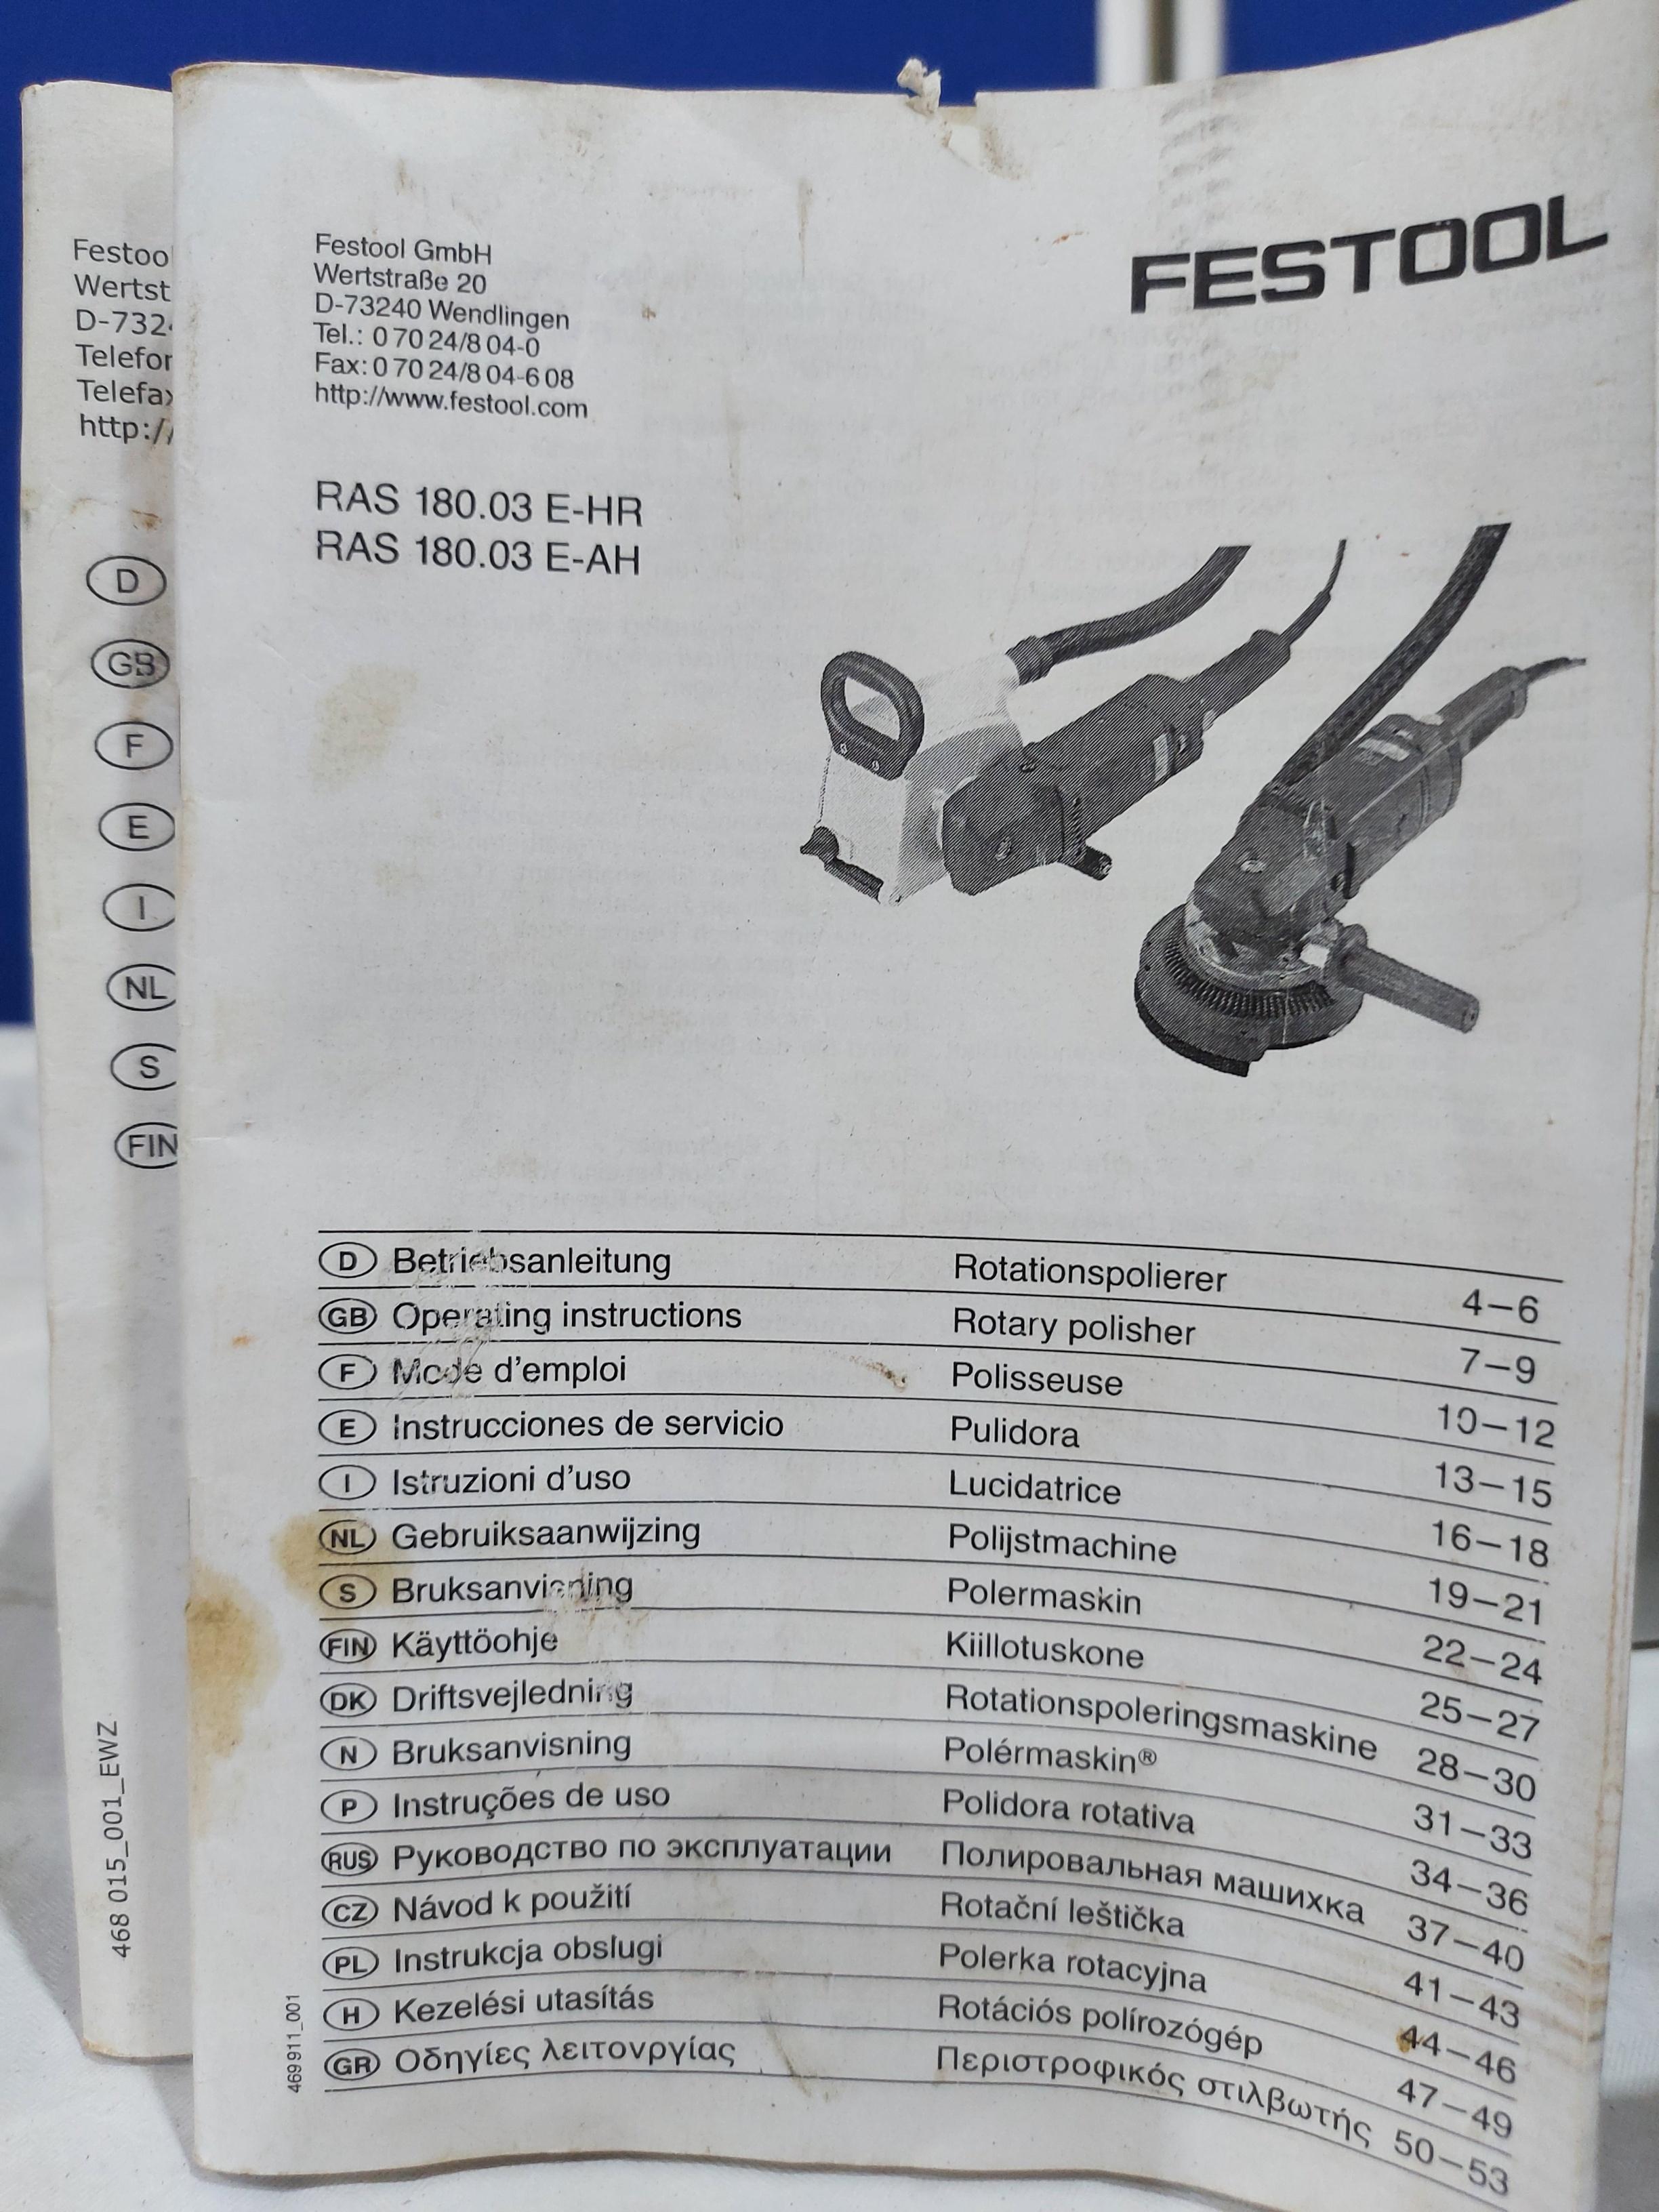 Festool
Wertst
D-732
Telefon
Telefax
http://
D
GB
F
E
I
NL
S
FIN
468 015_001_EWZ
Festool GmbH
Wertstraße 20
D-73240 Wendlingen
Tel.: 0 70 24/8 04-0
Fax: 0 70 24/8 04-6 08
http://www.festool.com
FESTOOL
RAS 180.03 E-HR
RAS 180.03 E-AH
D Betriebsanleitung Rotationspolierer 4–6
GB Operating instructions Rotary polisher 7–9
F Mode d'emploi Polisseuse 10–12
E Instrucciones de servicio Pulidora 13–15
I Istruzioni d'uso Lucidatrice 16–18
NL Gebruiksaanwijzing Polijstmachine 19–21
S Bruksanvisning Polermaskin 22–24
FIN Käyttöohje Kiillotuskone 25–27
DK Driftsvejledning Rotationspoleringsmaskine 28–30
N Bruksanvisning Polérmaskin® 31–33
P Instruções de uso Polidora rotativa 34–36
RUS Руководство по эксплуатации Полировальная машихка 37–40
CZ Návod k použití Rotační leštička 41–43
PL Instrukcja obslugi Polerka rotacyjna 44–46
H Kezelési utasítás Rotációs polírozógép 47–49
GR Οδηγίες λειτονργίας Περιστροφικός στιλβωτής 50–53
469 911_001